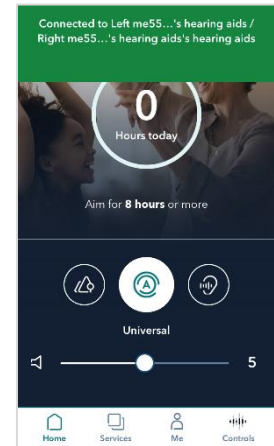 Connected to Left me55...'s hearing aids /
Right me55...'s hearing aids's hearing aids
0
Hours today
Aim for 8 hours or more
A
Universal
5
Home Services Me Controls